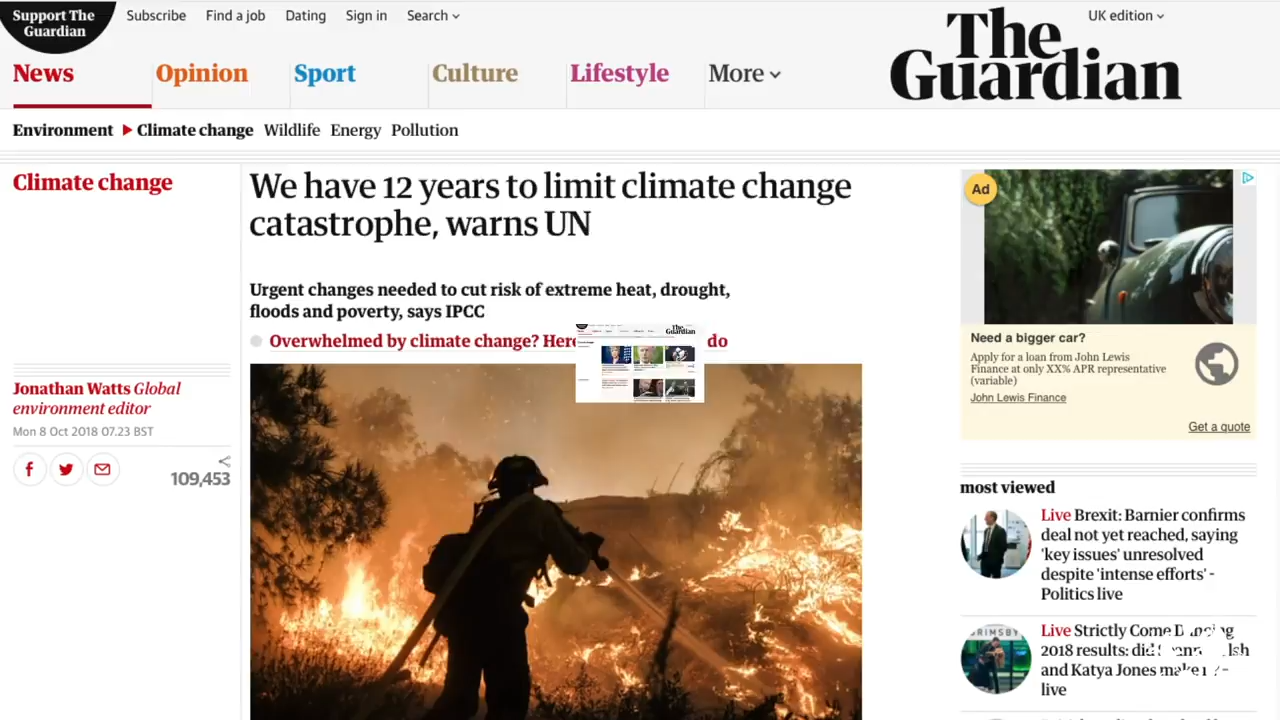 Support The
Guardian
Subscribe
Find a job
Dating
Sign in
Search
UK edition
The
Guardian
News
Opinion
Sport
Culture
Lifestyle
More
Environment
Climate change
Wildlife
Energy
Pollution
Climate change
We have 12 years to limit climate change
catastrophe, warns UN
Urgent changes needed to cut risk of extreme heat, drought,
floods and poverty, says IPCC
Overwhelmed by climate change? do
Jonathan Watts Global
environment editor
Mon 8 Oct 2018 07.23 BST
109,453
Ad
Need a bigger car?
Apply for a loan from John Lewis
Finance at only XX% APR representative
(variable)
John Lewis Finance
Get a quote
most viewed
Live Brexit: Barnier confirms
deal not yet reached, saying
'key issues' unresolved
despite 'intense efforts' -
Politics live
GRIMSBY
Live Strictly Come Dancing
2018 results: did
and Katya Jones make
live
The
Guardian